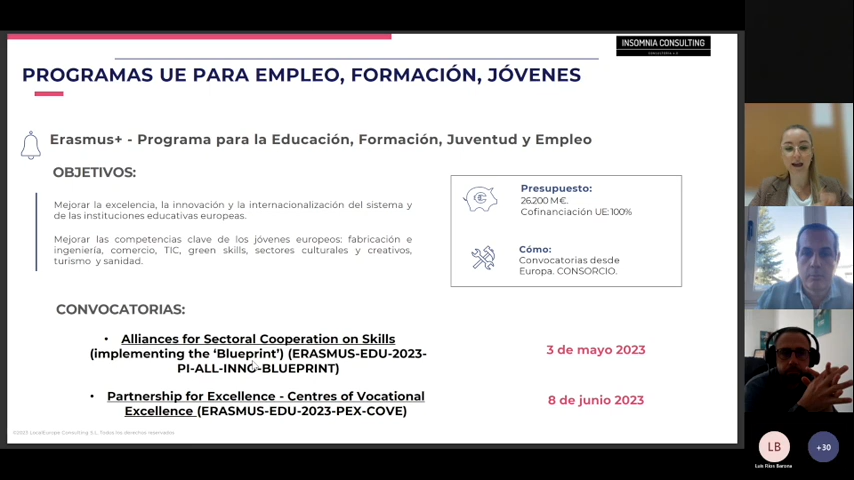 INSOMNIA CONSULTING
PROGRAMAS UE PARA EMPLEO, FORMACIÓN, JÓVENES
Erasmus+ - Programa para la Educación, Formación, Juventud y Empleo
OBJETIVOS:
Mejorar la excelencia, la innovación y la internacionalización del sistema y
de las instituciones educativas europeas.
Mejorar las competencias clave de los jóvenes europeos: fabricación e
ingeniería, comercio, TIC, green skills, sectores culturales y creativos,
turismo y sanidad.
Presupuesto:
26.200 M€.
Cofinanciación UE:100%
Cómo:
Convocatorias desde
Europa. CONSORCIO.
CONVOCATORIAS:
• Alliances for Sectoral Cooperation on Skills
(implementing the ‘Blueprint’) (ERASMUS-EDU-2023-
PI-ALL-INNO-BLUEPRINT)
3 de mayo 2023
• Partnership for Excellence - Centres of Vocational
Excellence (ERASMUS-EDU-2023-PEX-COVE)
8 de junio 2023
©2023 LocalEurope Consulting S.L. Todos los derechos reservados
LB
+30